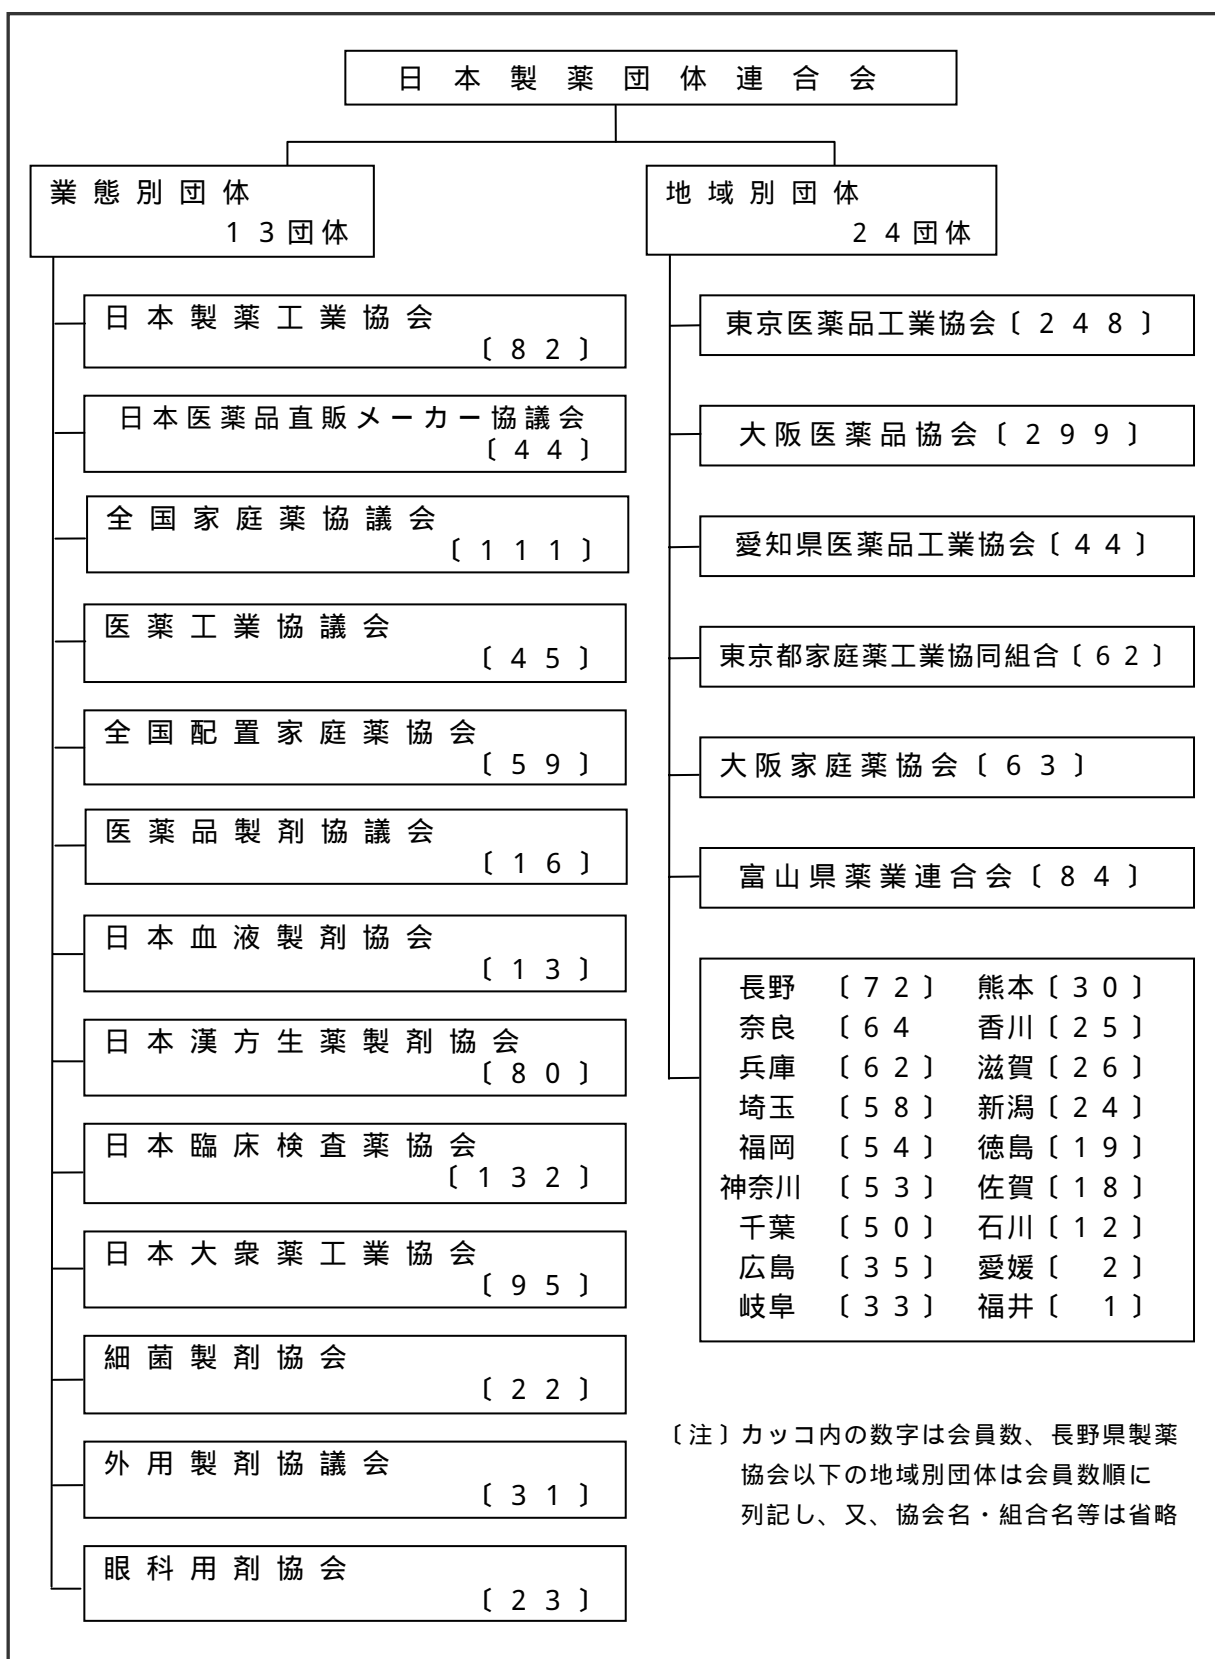 日本製薬団体連合会
業態別団体
13団体
日本製薬工業協会
〔82〕
日本医薬品直販メーカー協議会
〔44〕
全国家庭薬協議会
〔111〕
医薬工業協議会
〔45〕
全国配置家庭薬協会
〔59〕
医薬品製剤協議会
〔16〕
日本血液製剤協会
〔13〕
日本漢方生薬製剤協会
〔80〕
日本臨床検査薬協会
〔132〕
日本大衆薬工業協会
〔95〕
細菌製剤協会
〔22〕
外用製剤協議会
〔31〕
眼科用剤協会
〔23〕
地域別団体
24団体
東京医薬品工業協会〔248〕
大阪医薬品協会〔299〕
愛知県医薬品工業協会〔44〕
東京都家庭薬工業協同組合〔62〕
大阪家庭薬協会〔63〕
富山県薬業連合会〔84〕
長野 〔72〕 熊本〔30〕
奈良 〔64 香川〔25〕
兵庫 〔62〕 滋賀〔26〕
埼玉 〔58〕 新潟〔24〕
福岡 〔54〕 徳島〔19〕
神奈川 〔53〕 佐賀〔18〕
千葉 〔50〕 石川〔12〕
広島 〔35〕 愛媛〔 2〕
岐阜 〔33〕 福井〔 1〕
〔注〕カッコ内の数字は会員数、長野県製薬
協会以下の地域別団体は会員数順に
列記し、又、協会名・組合名等は省略